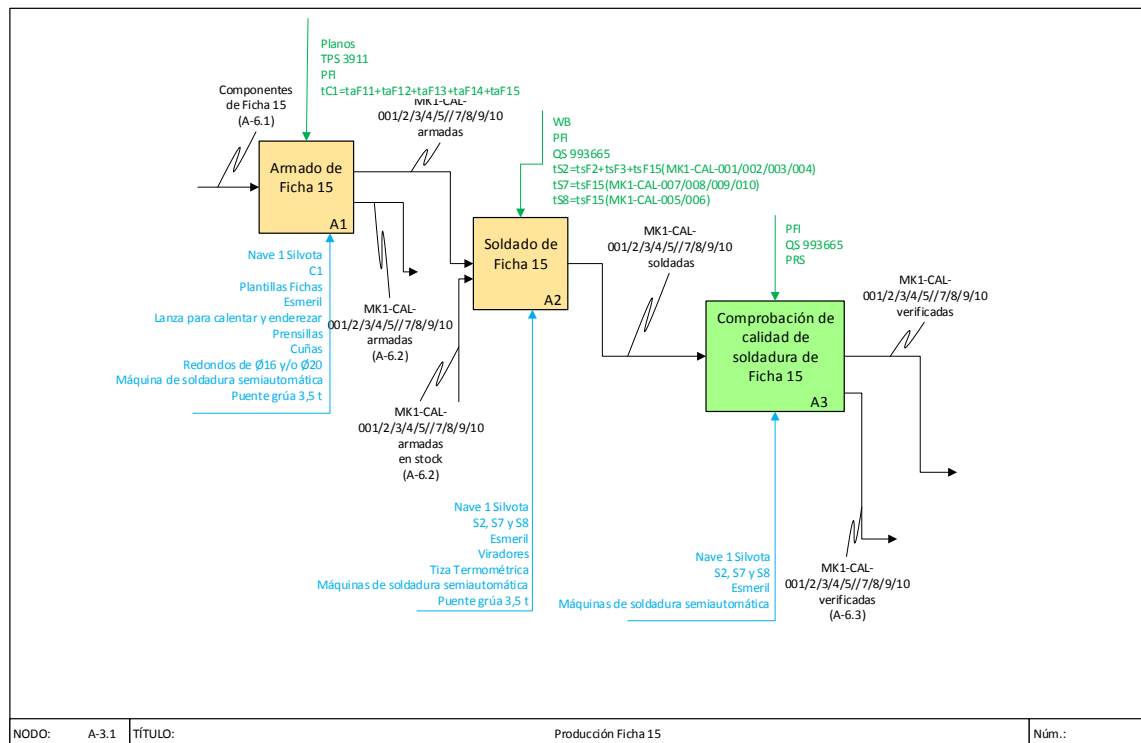 Planos
TPS 3911
PFI
tC1=taF11+taF12+taF13+taF14+taF15
Componentes
de Ficha 15
(A-6.1)
MK1-CAL-
001/2/3/4/5//7/8/9/10
armadas
Armado de
Ficha 15
A1
WB
PFI
QS 993665
tS2=tsF2+tsF3+tsF15(MK1-CAL-001/002/003/004)
tS7=tsF15(MK1-CAL-007/008/009/010)
tS8=tsF15(MK1-CAL-005/006)
Nave 1 Silvota
C1
Plantillas Fichas
Esmeril
Lanza para calentar y enderezar
Prensillas
Cuñas
Redondos de Ø16 y/o Ø20
Máquina de soldadura semiautomática
Puente grúa 3,5 t
MK1-CAL-
001/2/3/4/5//7/8/9/10
armadas
(A-6.2)
Soldado de
Ficha 15
A2
MK1-CAL-
001/2/3/4/5//7/8/9/10
soldadas
PFI
QS 993665
PRS
MK1-CAL-
001/2/3/4/5//7/8/9/10
verificadas
Comprobación de
calidad de
soldadura de
Ficha 15
A3
MK1-CAL-
001/2/3/4/5//7/8/9/10
armadas
en stock
(A-6.2)
Nave 1 Silvota
S2, S7 y S8
Esmeril
Viradores
Tiza Termométrica
Máquinas de soldadura semiautomática
Puente grúa 3,5 t
Nave 1 Silvota
S2, S7 y S8
Esmeril
Máquinas de soldadura semiautomática
MK1-CAL-
001/2/3/4/5//7/8/9/10
verificadas
(A-6.3)
NODO: A-3.1 TÍTULO: Producción Ficha 15 Núm.: